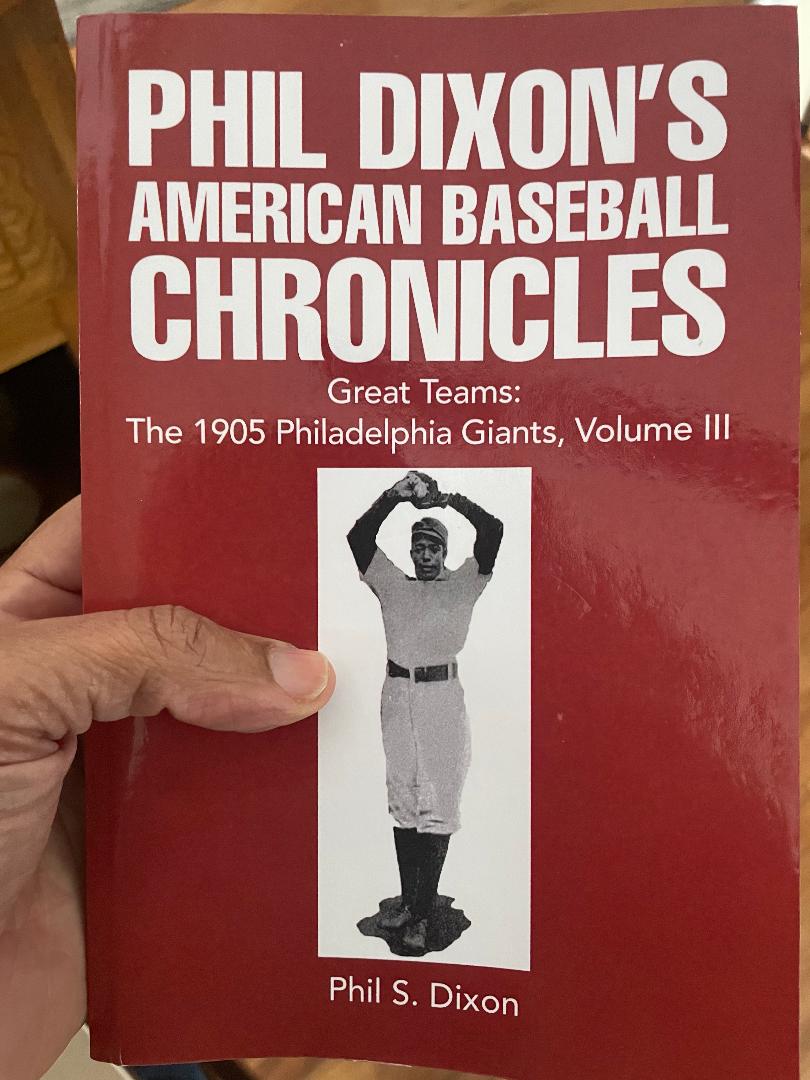 PHIL DIXON'S
AMERICAN BASEBALL
CHRONICLES
Great Teams:
The 1905 Philadelphia Giants, Volume III
Phil S. Dixon